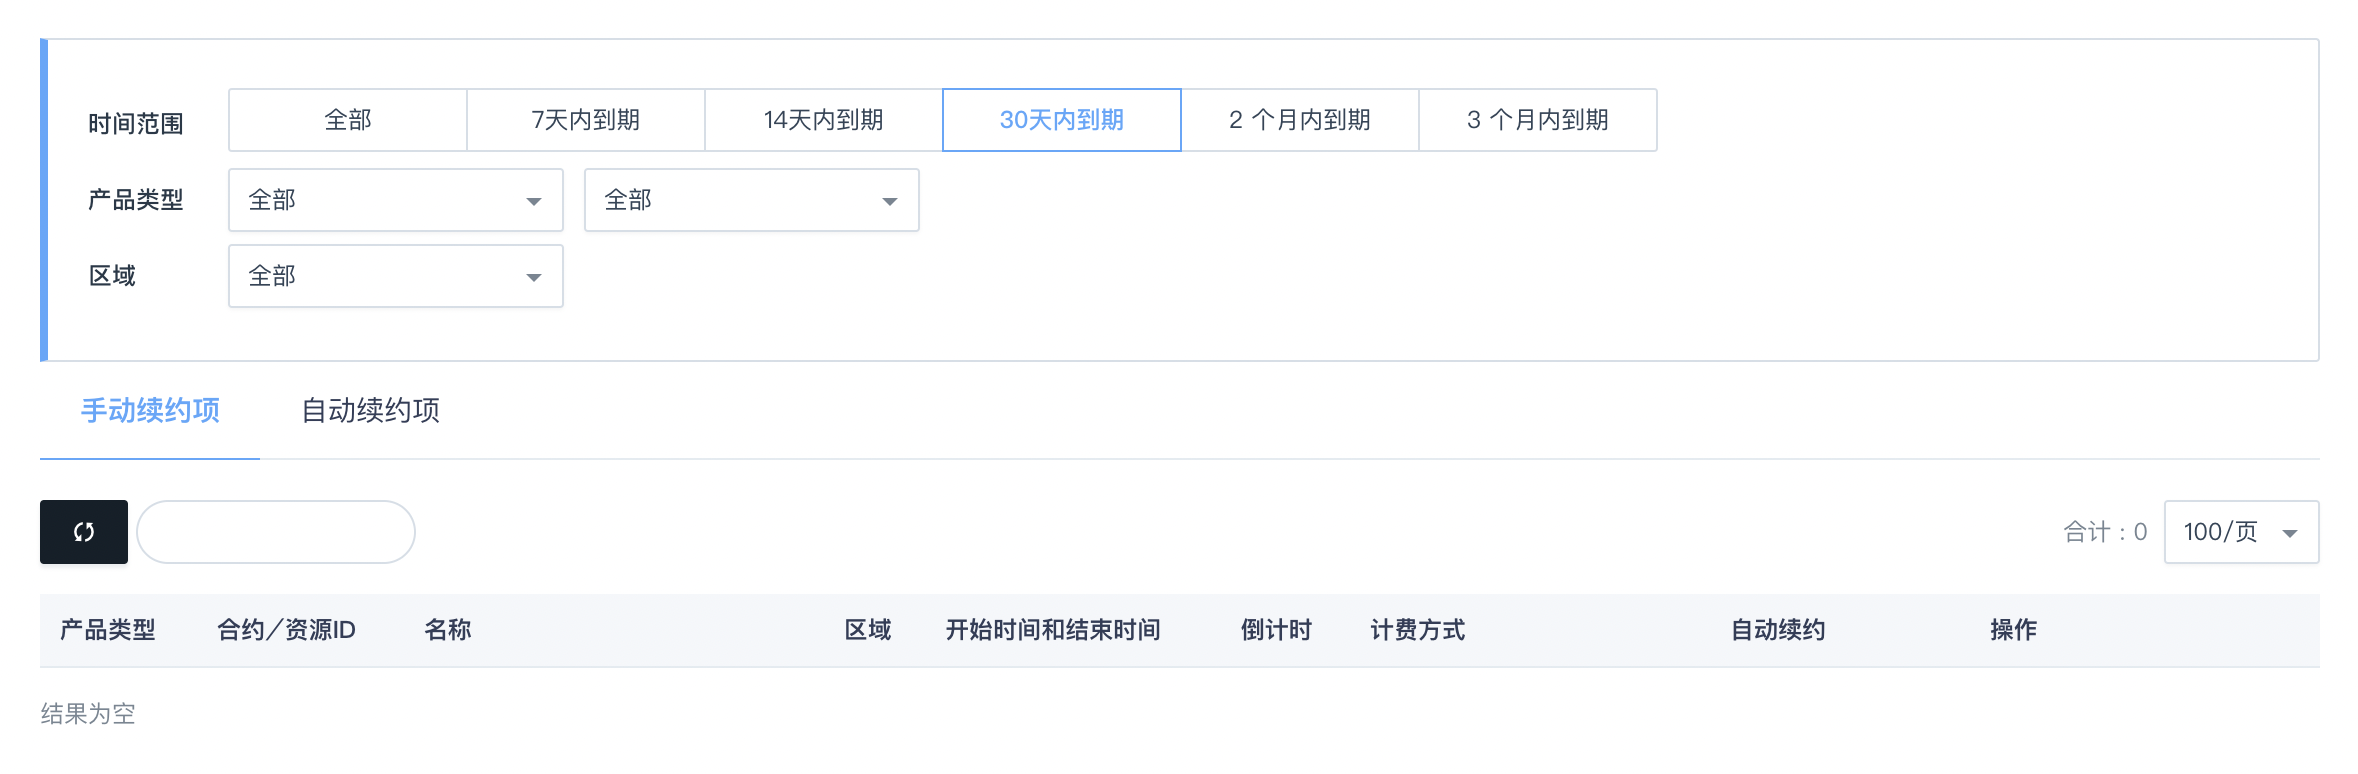 时间范围 全部 7天内到期 14天内到期 30天内到期 2 个月内到期 3 个月内到期
产品类型 全部 全部
区域 全部
手动续约项 自动续约项
合计：0 100/页
产品类型 合约／资源ID 名称 区域 开始时间和结束时间 倒计时 计费方式 自动续约 操作
结果为空